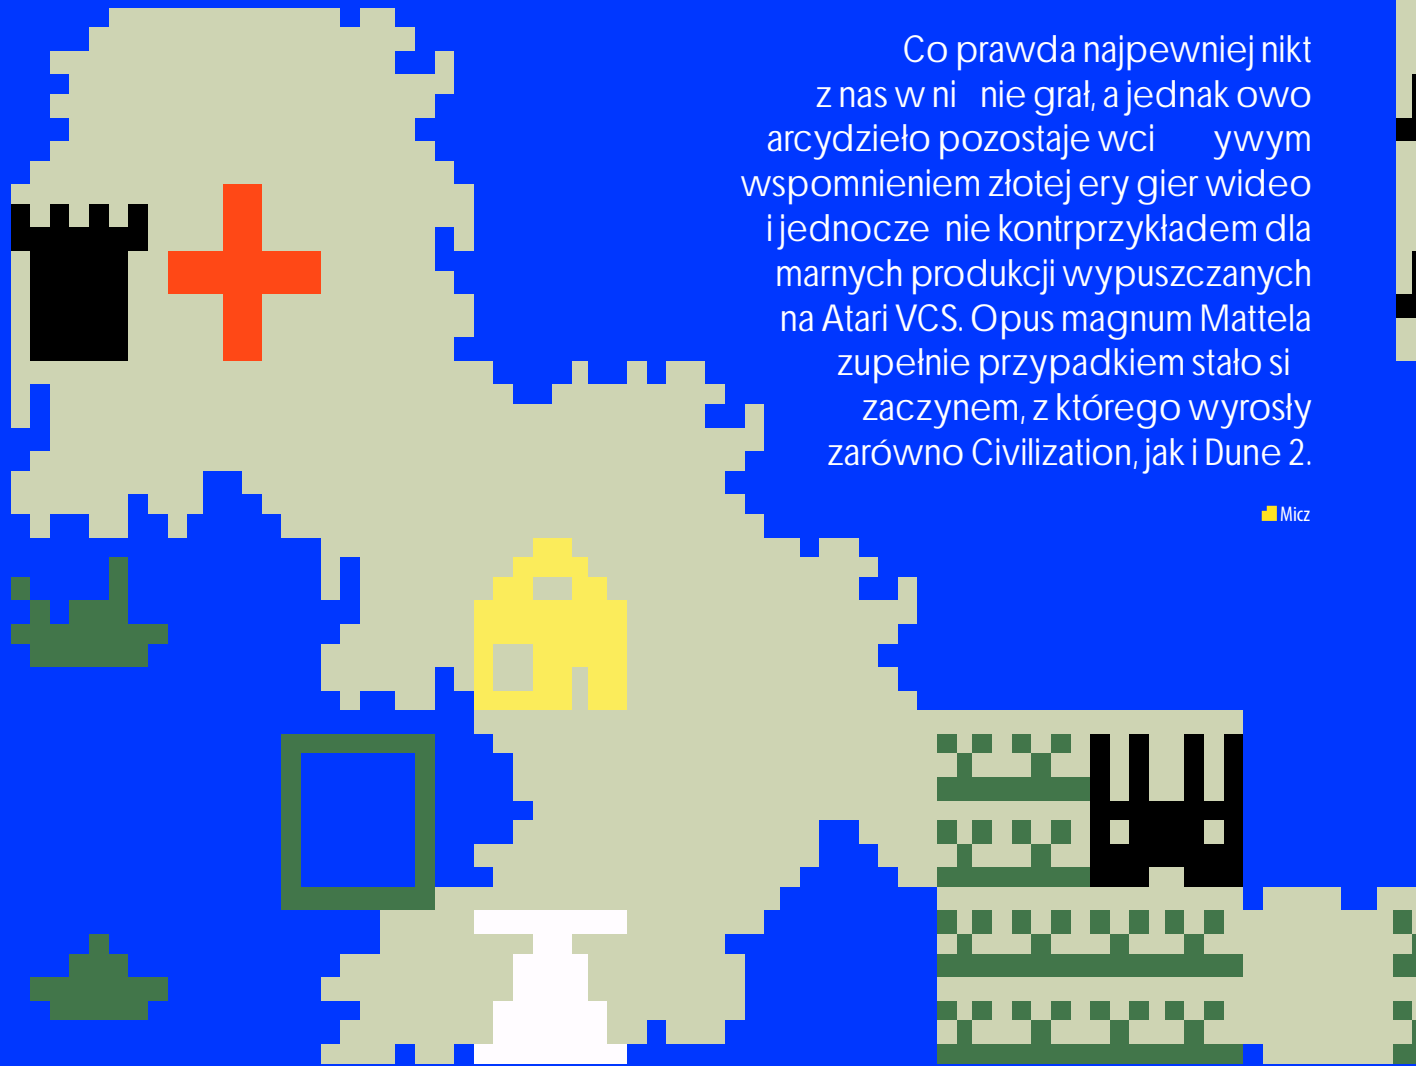 Co prawda najpewniej nikt
z nas w ni nie grał, a jednak owo
arcydzieło pozostaje wci ywym
wspomnieniem złotej ery gier wideo
i jednocze nie kontrprzykładem dla
marnych produkcji wypuszczanych
na Atari VCS. Opus magnum Mattela
zupełnie przypadkiem stało si
zaczynem, z którego wyrosły
zarówno Civilization, jak i Dune 2.
Micz